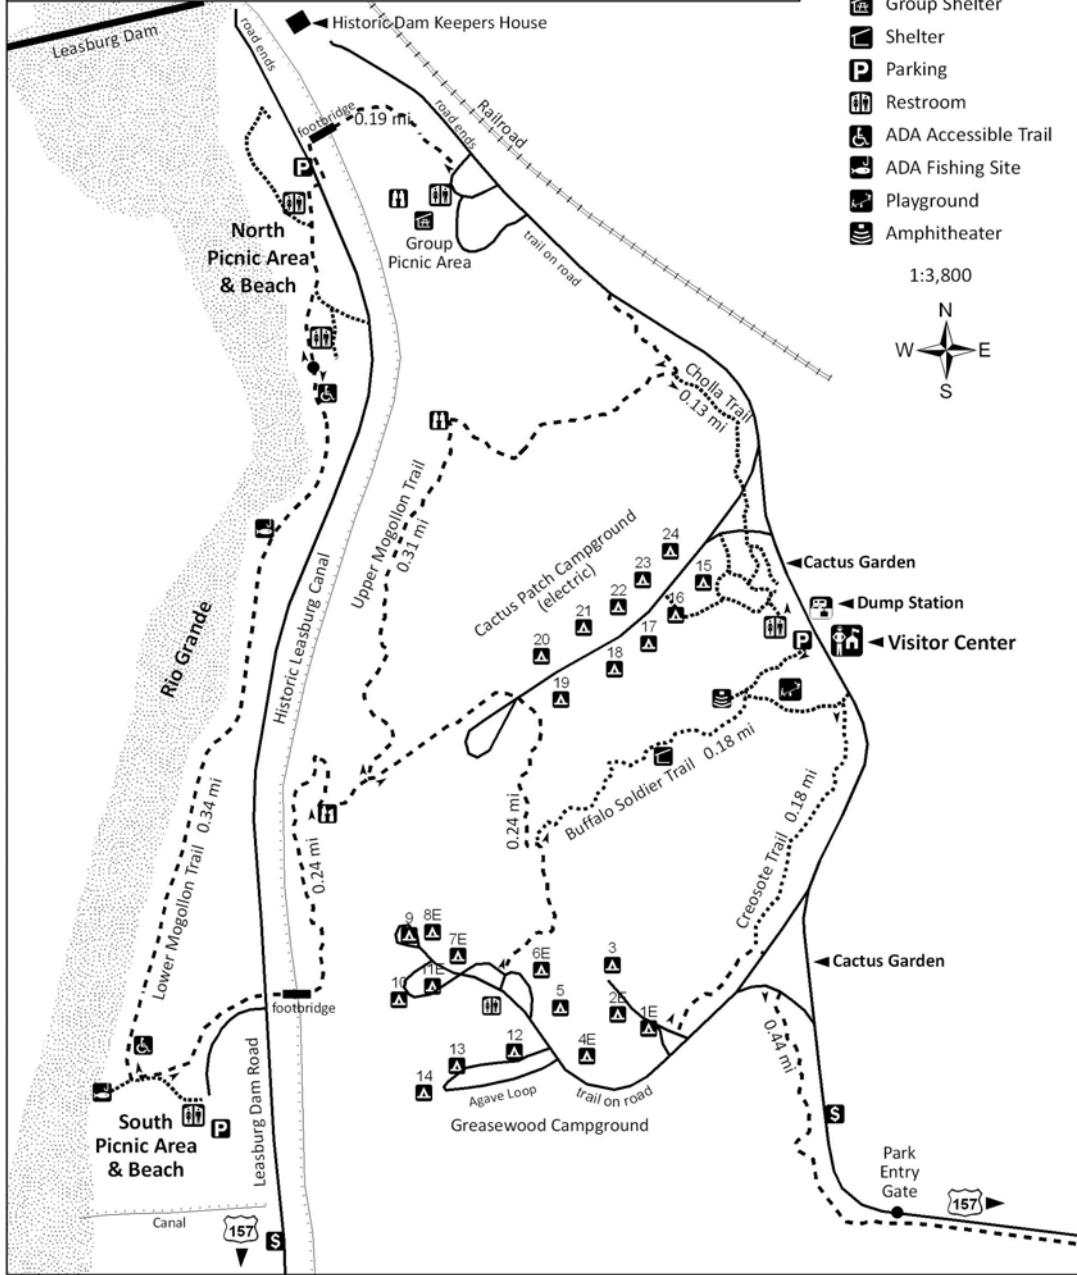 Group Shelter
Historic Dam Keepers House
Leasburg Dam
road ends
Shelter
Parking
Restroom
ADA Accessible Trail
ADA Fishing Site
Playground
Amphitheater
1:3,800
N
W
E
S
footbridge
0.19 mi
road ends
Railroad
North
Picnic Area
& Beach
Group
Picnic Area
trail on road
Cholla Trail
0.13 mi
Upper Mogollon Trail
0.31 mi
Cactus Patch Campground
(electric)
24
23
22
21
20
19
18
17
16
15
Cactus Garden
Dump Station
Visitor Center
Rio Grande
Historic Leasburg Canal
Lower Mogollon Trail 0.34 mi
0.24 mi
0.24 mi
Buffalo Soldier Trail 0.18 mi
Creosote Trail 0.18 mi
Cactus Garden
9
8E
7E
6E
3
10
11E
5
2E
1E
12
4E
13
14
Agave Loop
trail on road
Greasewood Campground
0.44 mi
footbridge
South
Picnic Area
& Beach
Leasburg Dam Road
Canal
157
$
$
Park
Entry
Gate
157
P
P
P
P